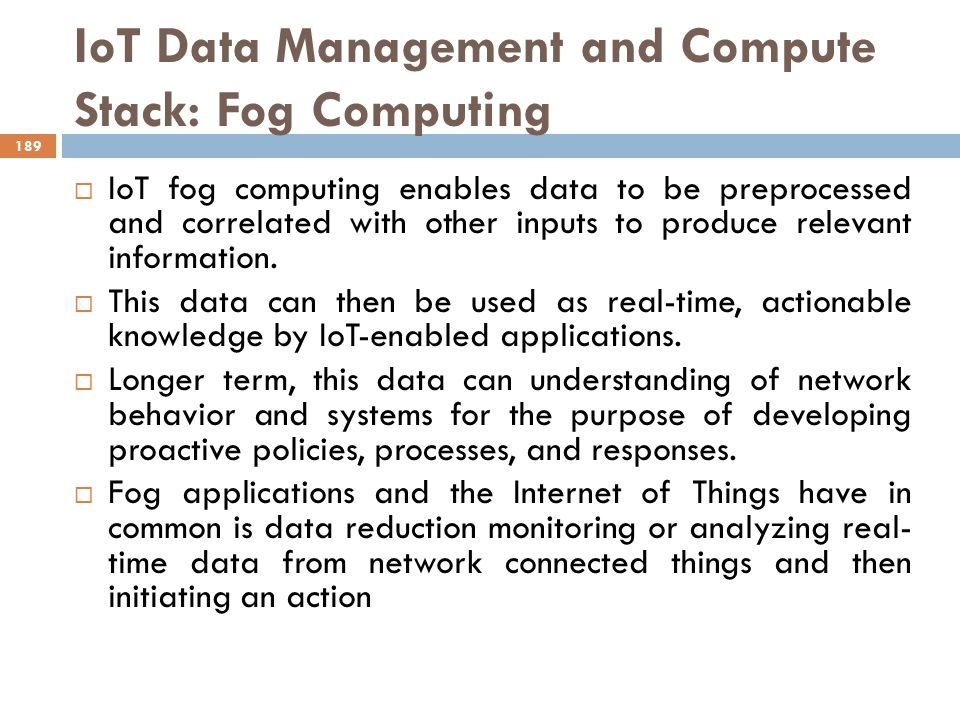 IoT Data Management and Compute
Stack: Fog Computing
189
IoT fog computing enables data to be preprocessed
and correlated with other inputs to produce relevant
information.
This data can then be used as real-time, actionable
knowledge by IoT-enabled applications.
Longer term, this data can understanding of network
behavior and systems for the purpose of developing
proactive policies, processes, and responses.
Fog applications and the Internet of Things have in
common is data reduction monitoring or analyzing real-
time data from network connected things and then
initiating an action